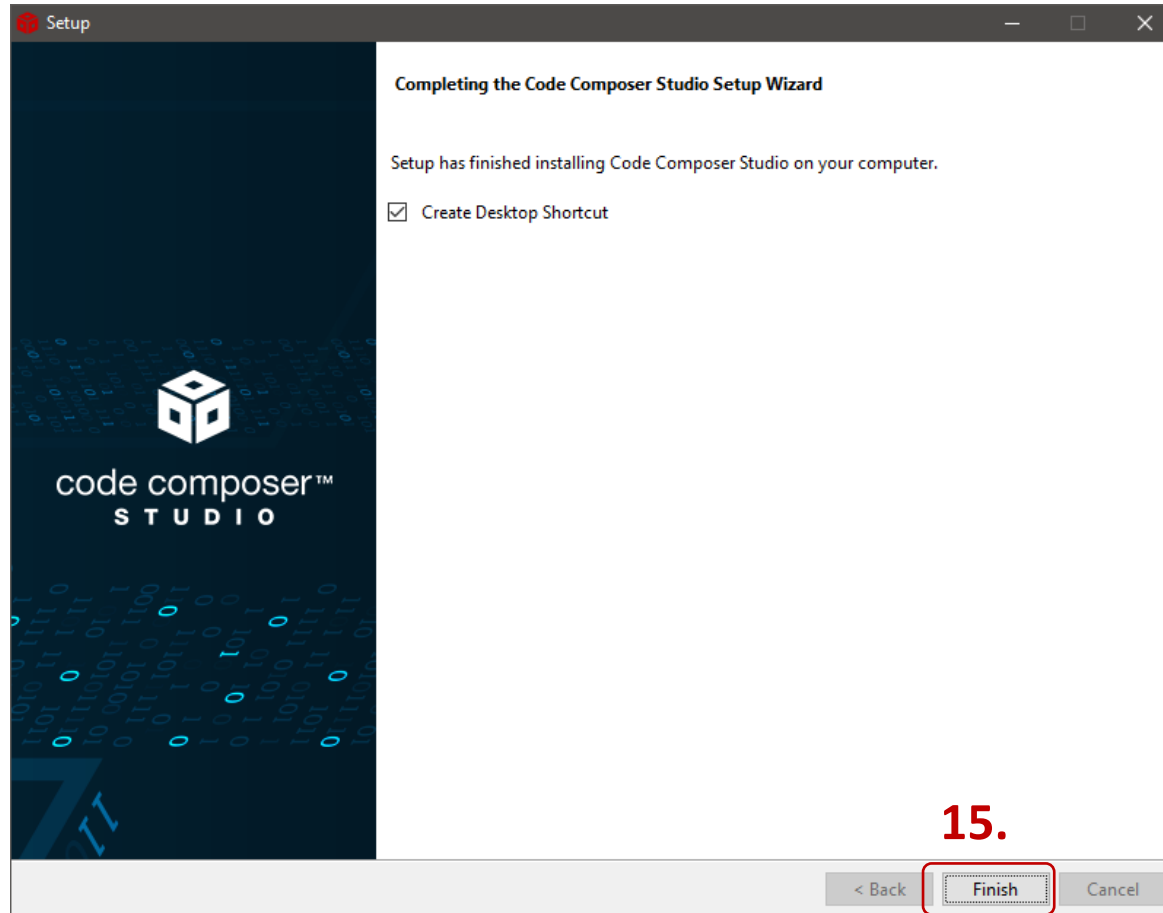 Setup
Completing the Code Composer Studio Setup Wizard
Setup has finished installing Code Composer Studio on your computer.
Create Desktop Shortcut
code composer™
STUDIO
15.
< Back
Finish
Cancel